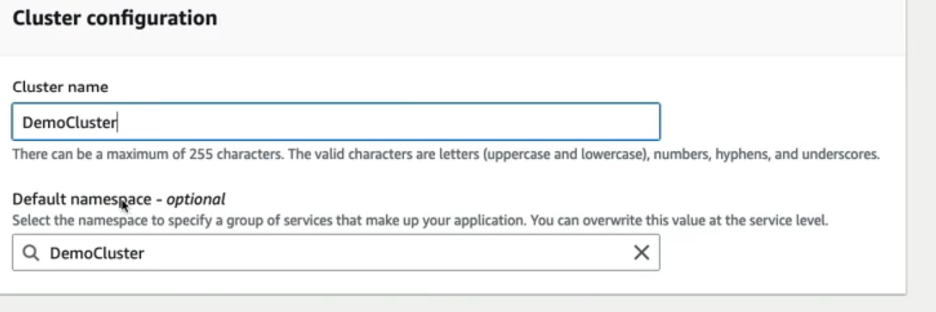 Cluster configuration
Cluster name
DemoCluster
There can be a maximum of 255 characters. The valid characters are letters (uppercase and lowercase), numbers, hyphens, and underscores.
Default namespace - optional
Select the namespace to specify a group of services that make up your application. You can overwrite this value at the service level.
DemoCluster